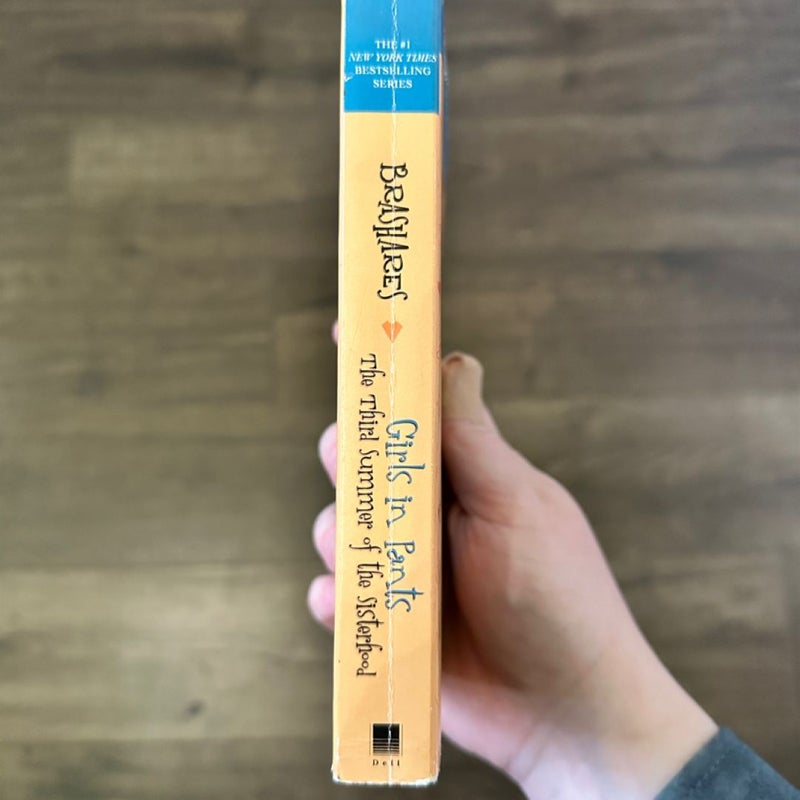 THE #1
NEW YORK TIMES
BESTSELLING
SERIES
BRASHARES
Girls in Pants
The Third Summer of the Sisterhood
Dell